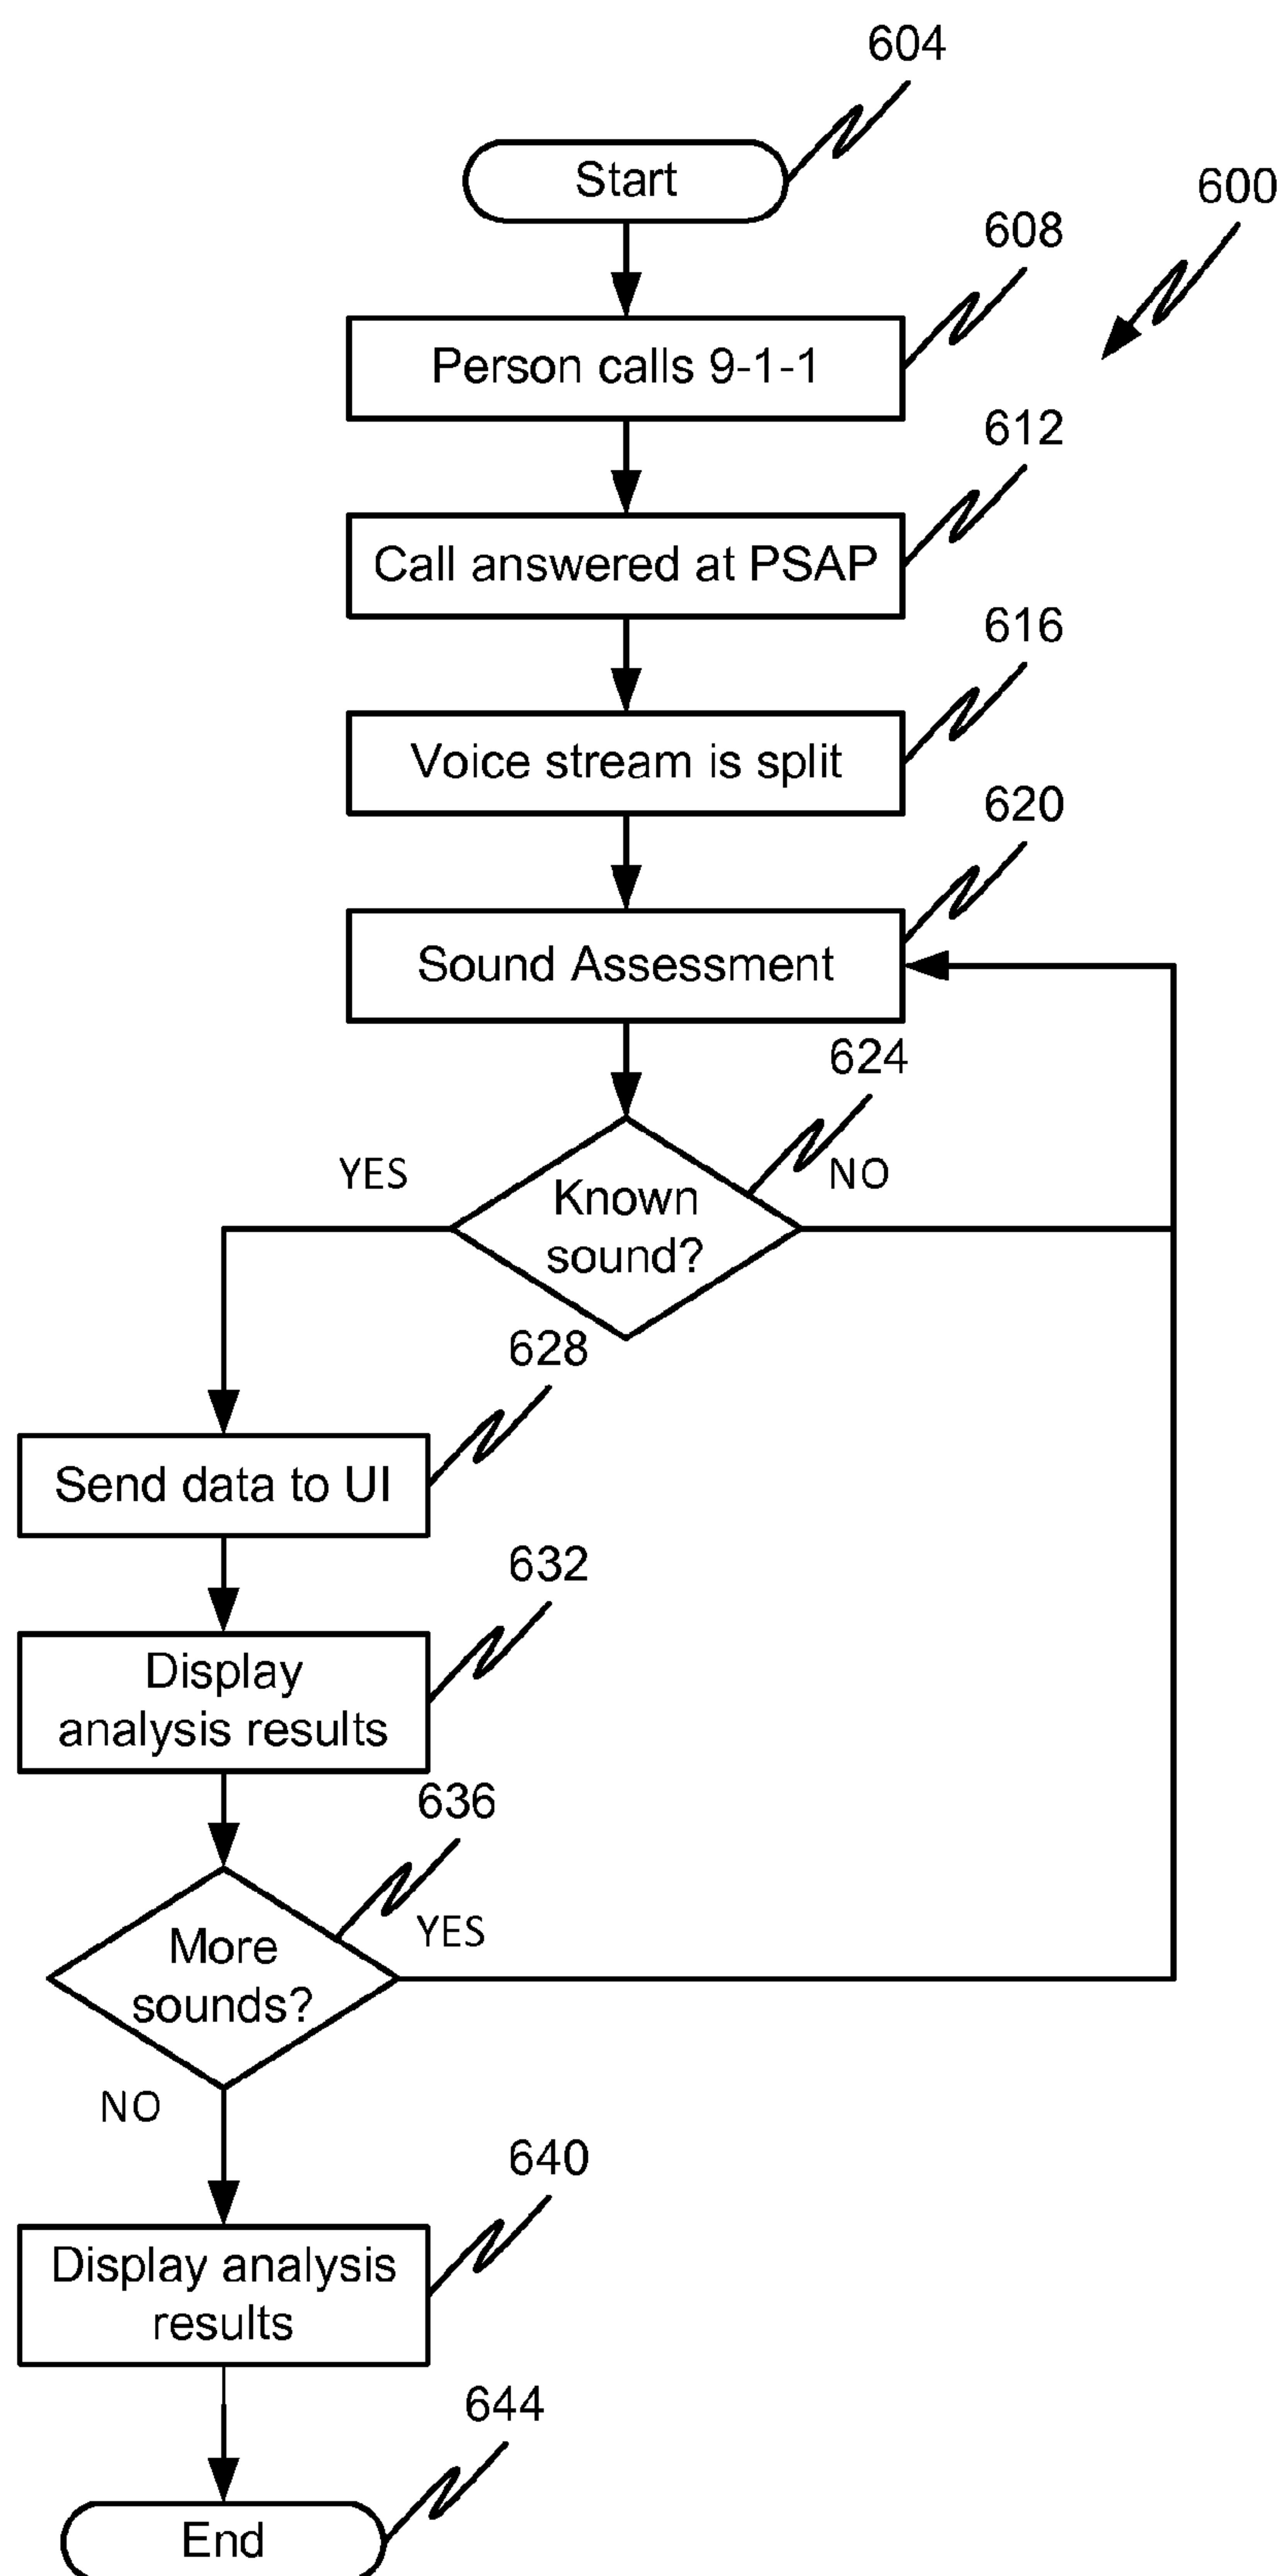 604
Start
600
608
Person calls 9-1-1
612
Call answered at PSAP
616
Voice stream is split
620
Sound Assessment
624
YES
NO
Known
sound?
628
Send data to UI
632
Display
analysis results
636
YES
More
sounds?
NO
640
Display analysis
results
644
End